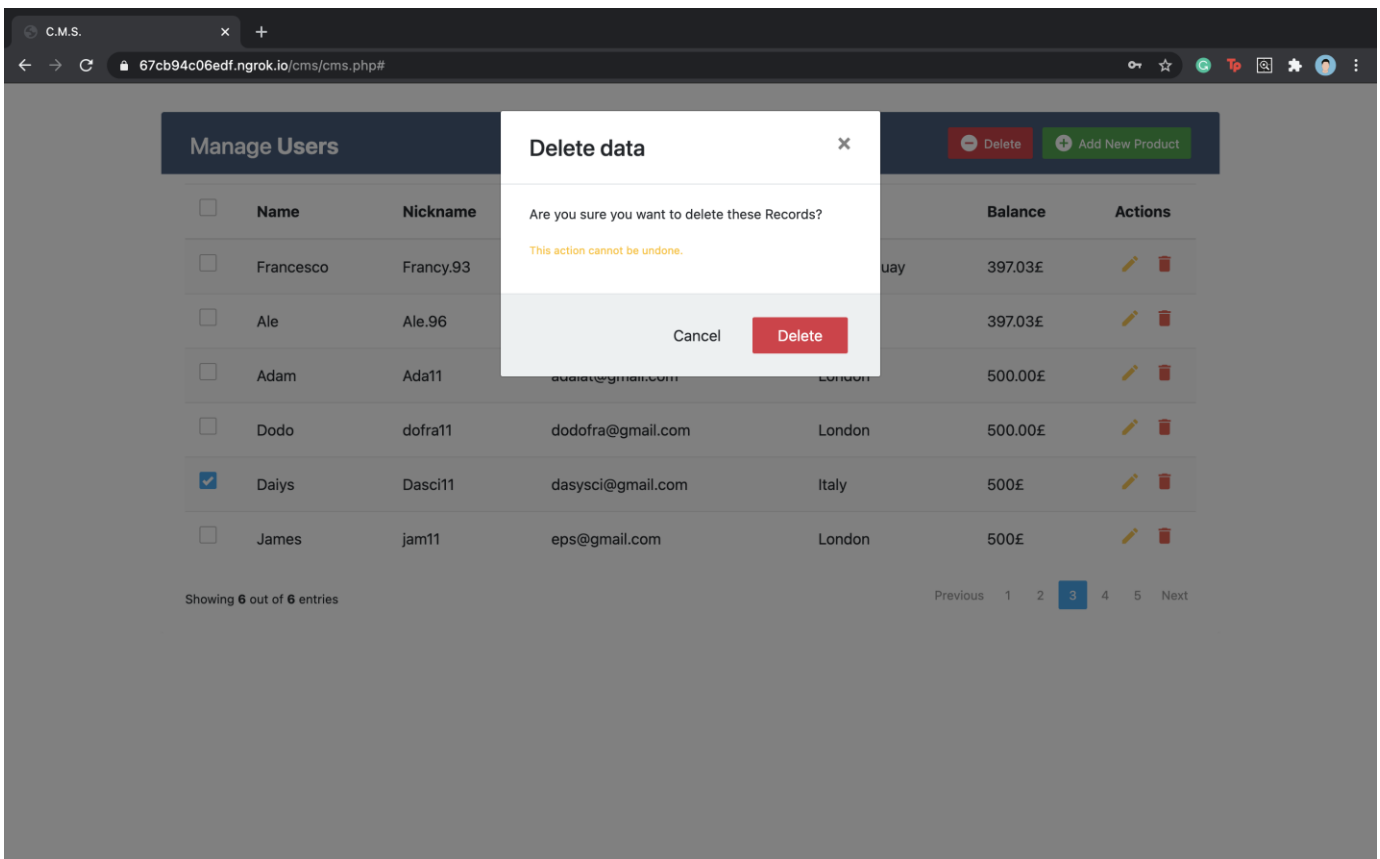 C.M.S.
67cb94c06edf.ngrok.io/cms/cms.php#
Manage Users
Delete
Add New Product
Delete data
Are you sure you want to delete these Records?
This action cannot be undone.
Cancel Delete
Name Nickname Balance Actions
Francesco Francy.93 uay 397.03£
Ale Ale.96 397.03£
Adam Ada11 adalat@gmail.com London 500.00£
Dodo dofra11 dodofra@gmail.com London 500.00£
Daiys Dasci11 dasysci@gmail.com Italy 500£
James jam11 eps@gmail.com London 500£
Showing 6 out of 6 entries
Previous 1 2 3 4 5 Next